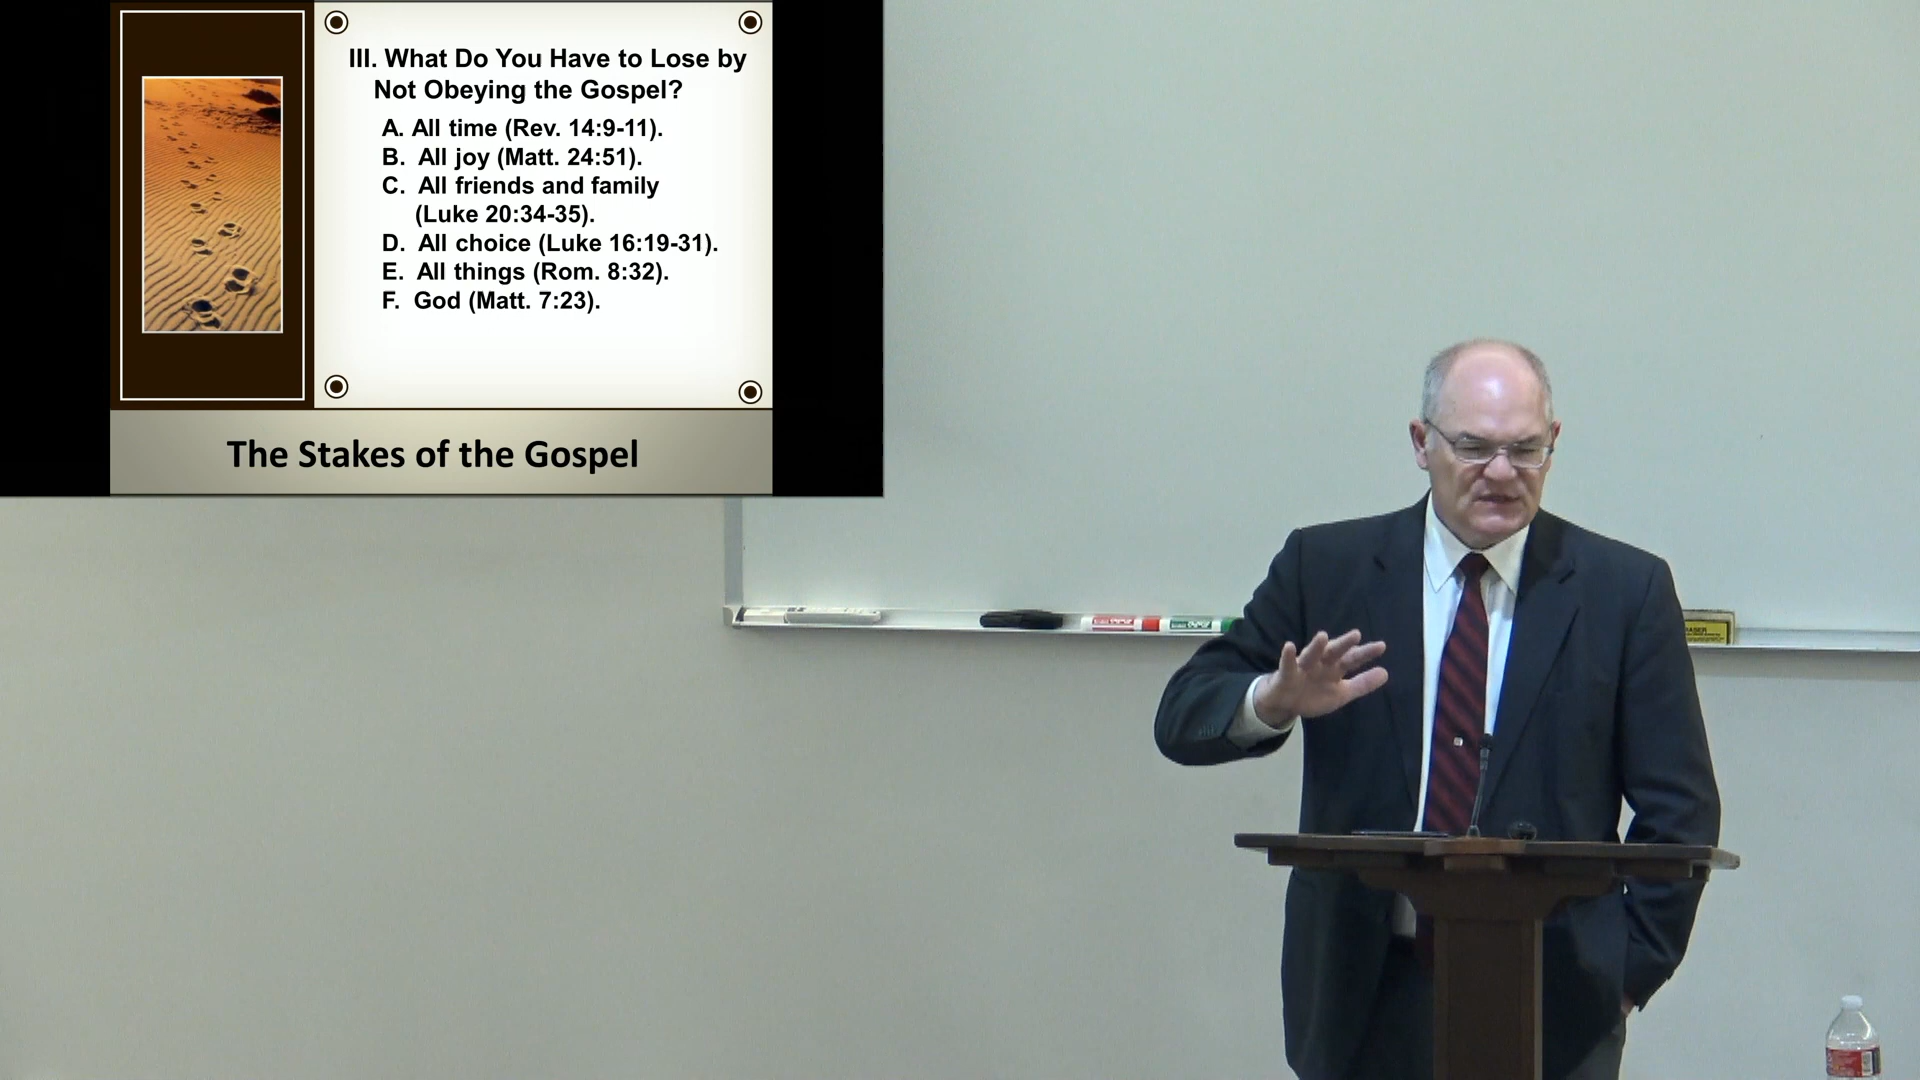 III. What Do You Have to Lose by
Not Obeying the Gospel?
A. All time (Rev. 14:9-11).
B. All joy (Matt. 24:51).
C. All friends and family
(Luke 20:34-35).
D. All choice (Luke 16:19-31).
E. All things (Rom. 8:32).
F. God (Matt. 7:23).
The Stakes of the Gospel